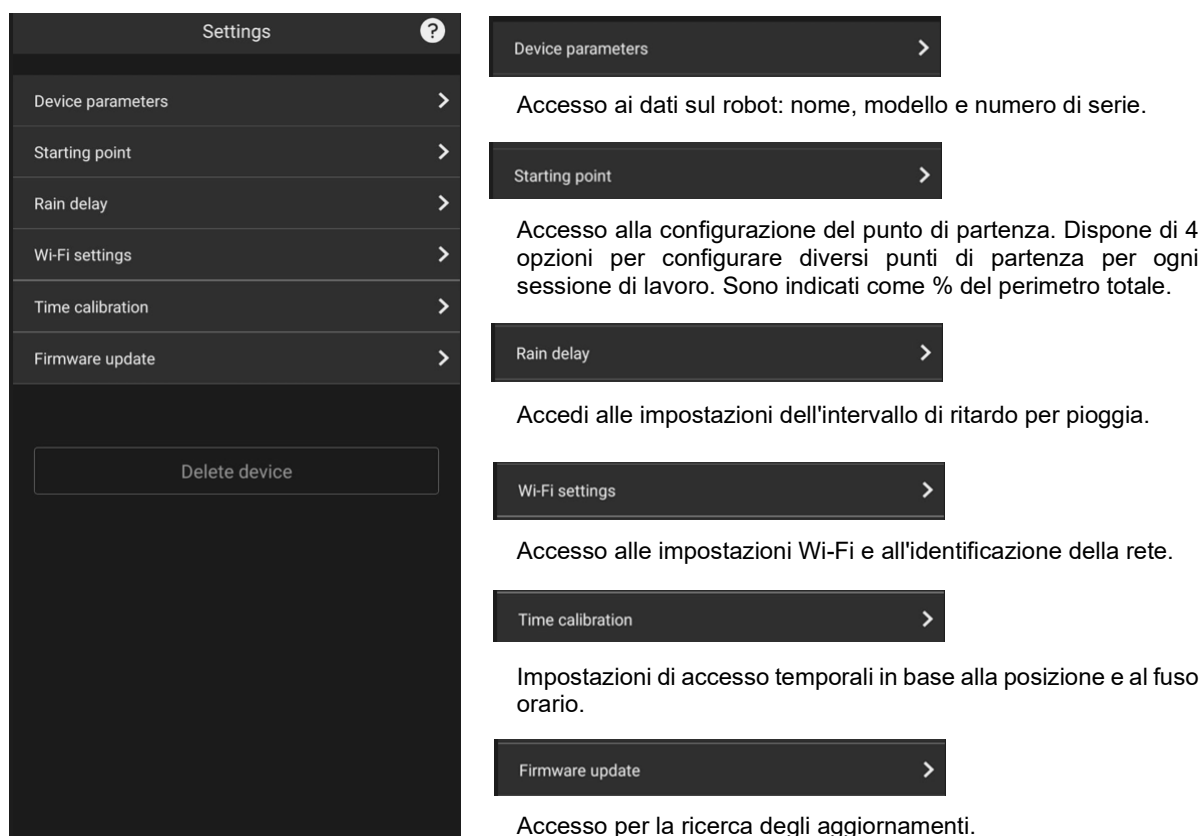 Settings
?
Device parameters
Starting point
Rain delay
Wi-Fi settings
Time calibration
Firmware update
Delete device
Device parameters
Accesso ai dati sul robot: nome, modello e numero di serie.
Starting point
Accesso alla configurazione del punto di partenza. Dispone di 4
opzioni per configurare diversi punti di partenza per ogni
sessione di lavoro. Sono indicati come % del perimetro totale.
Rain delay
Accedi alle impostazioni dell'intervallo di ritardo per pioggia.
Wi-Fi settings
Accesso alle impostazioni Wi-Fi e all'identificazione della rete.
Time calibration
Impostazioni di accesso temporali in base alla posizione e al fuso
orario.
Firmware update
Accesso per la ricerca degli aggiornamenti.